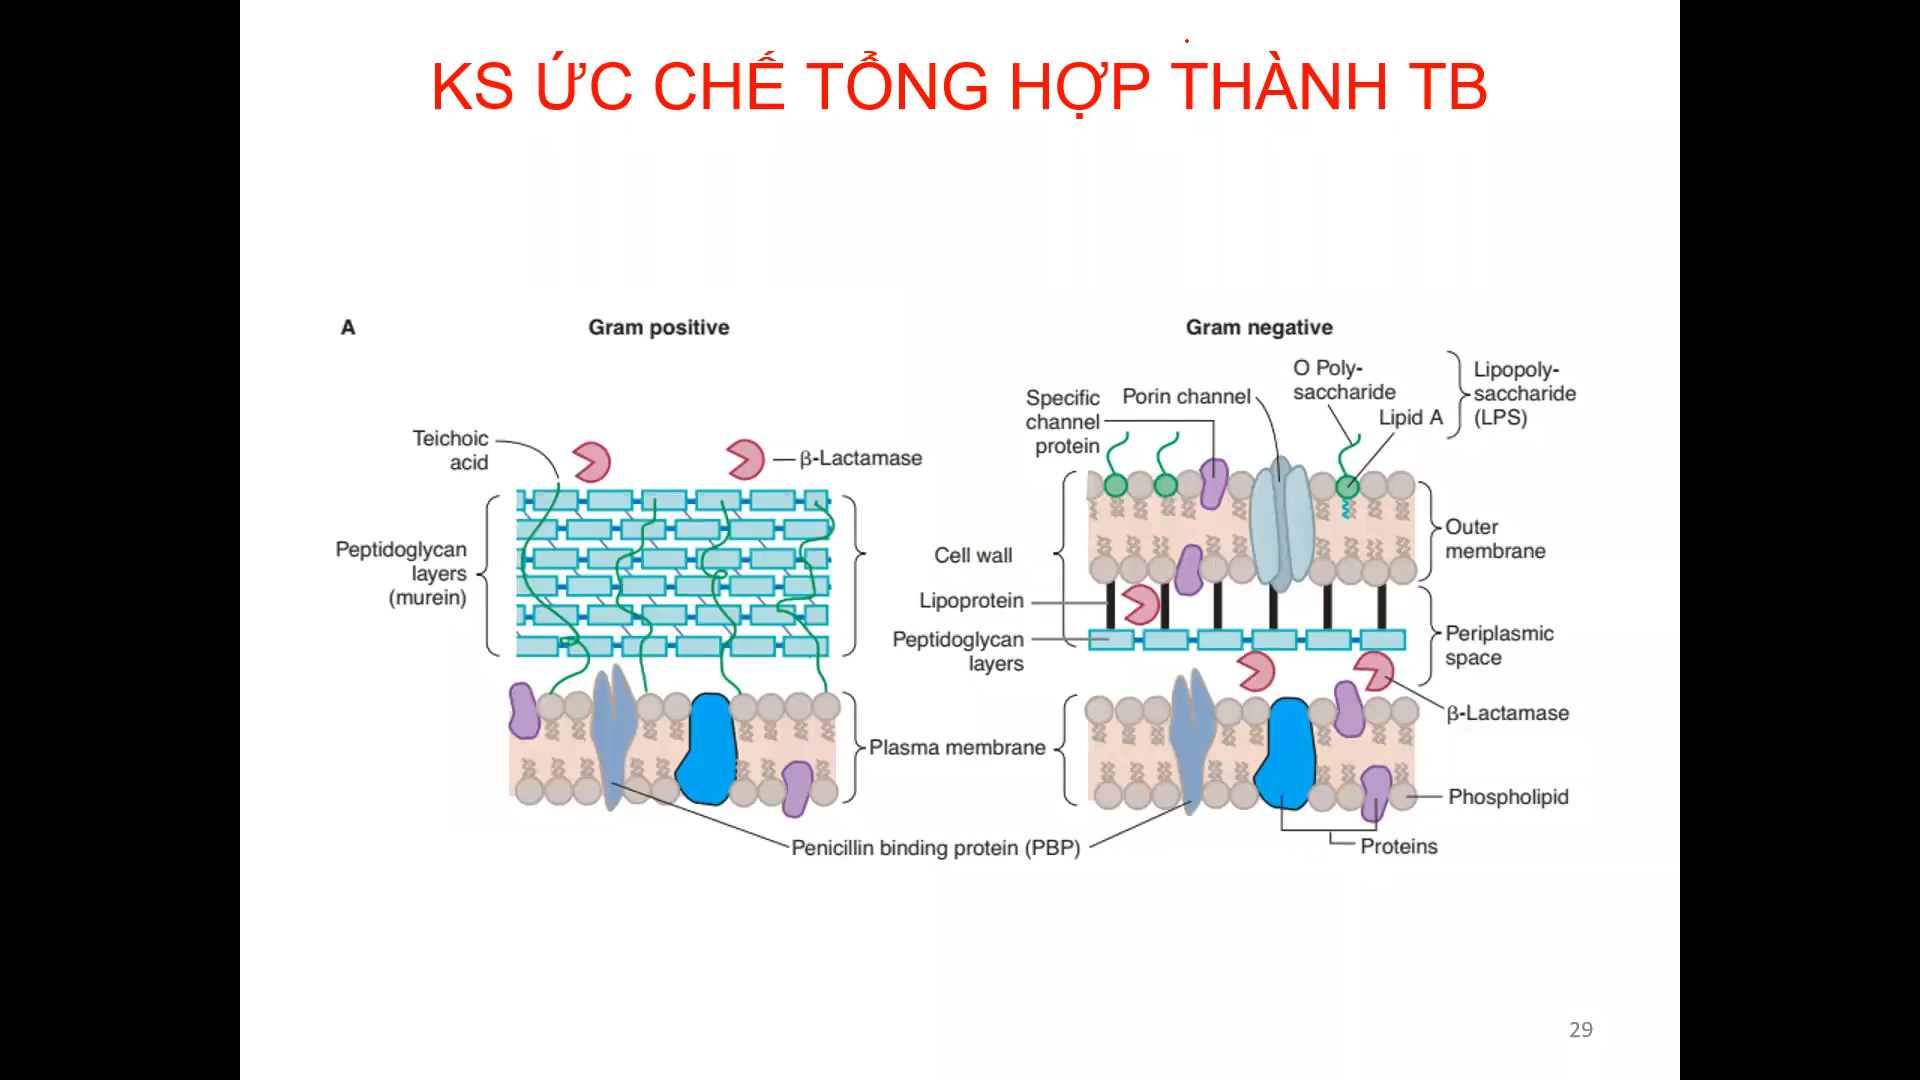 KS ỨC CHẾ TỔNG HỢP THÀNH TB
A
Gram positive
Gram negative
Teichoic
acid
β-Lactamase
Peptidoglycan
layers
(murein)
Specific
channel
protein
Porin channel
O Poly-
saccharide
Lipid A
Lipopoly-
saccharide
(LPS)
Cell wall
Outer
membrane
Lipoprotein
Peptidoglycan
layers
Periplasmic
space
β-Lactamase
Plasma membrane
Phospholipid
Penicillin binding protein (PBP)
Proteins
29